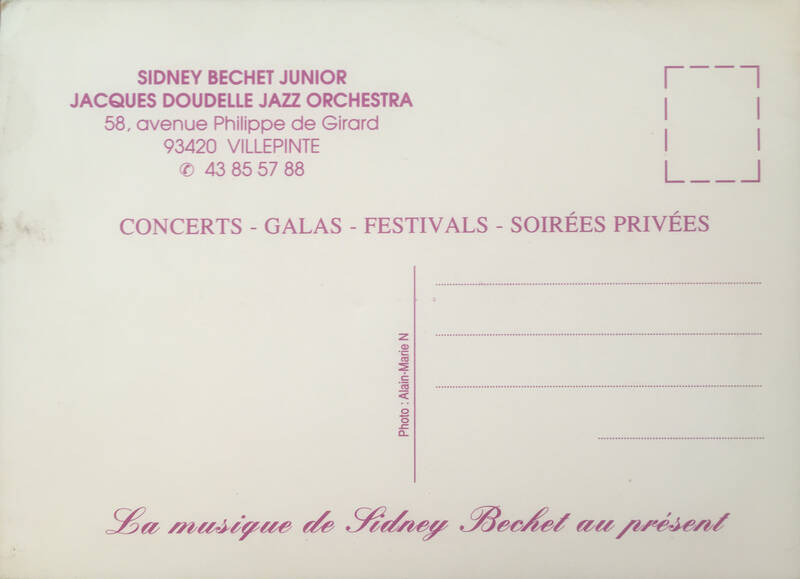 SIDNEY BECHET JUNIOR
JACQUES DOUDELLE JAZZ ORCHESTRA
58, avenue Philippe de Girard
93420 VILLEPINTE
✆ 43 85 57 88
CONCERTS - GALAS - FESTIVALS - SOIRÉES PRIVÉES
Photo : Alain-Marie N
La musique de Sidney Bechet au présent